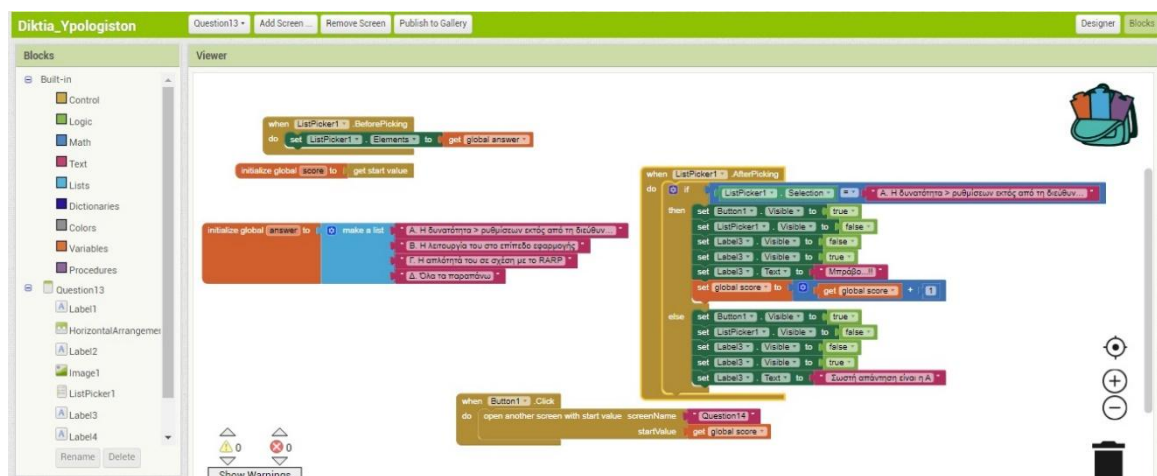 Diktia_Ypologiston
Question13
Add Screen ...
Remove Screen
Publish to Gallery
Designer
Blocks
Blocks
Viewer
Built-in
Control
Logic
Math
Text
Lists
Dictionaries
Colors
Variables
Procedures
Question13
Label1
HorizontalArrangemen
Label2
Image1
ListPicker1
Label3
Label4
Rename Delete
when ListPicker1 .BeforePicking
do set ListPicker1 . Elements to get global answer
initialize global score to get start value
initialize global answer to make a list " Α. Η δυνατότητα > ρυθμίσεων εκτός από τη διεύθυν... "
" Β. Η λειτουργία του στο επίπεδο εφαρμογής "
" Γ. Η απλότητά του σε σχέση με το RARP "
" Δ. Όλα τα παραπάνω "
when ListPicker1 .AfterPicking
do if ListPicker1 . Selection = " Α. Η δυνατότητα > ρυθμίσεων εκτός από τη διεύθυν... "
then set Button1 . Visible to true
set ListPicker1 . Visible to false
set Label3 . Visible to false
set Label3 . Visible to true
set Label3 . Text to " Μπράβο...!! "
set global score to get global score + 1
else set Button1 . Visible to true
set ListPicker1 . Visible to false
set Label3 . Visible to false
set Label3 . Visible to true
set Label3 . Text to " Σωστή απάντηση είναι η Α "
when Button1 .Click
do open another screen with start value screenName " Question14 "
startValue get global score
0 0
Show Warnings